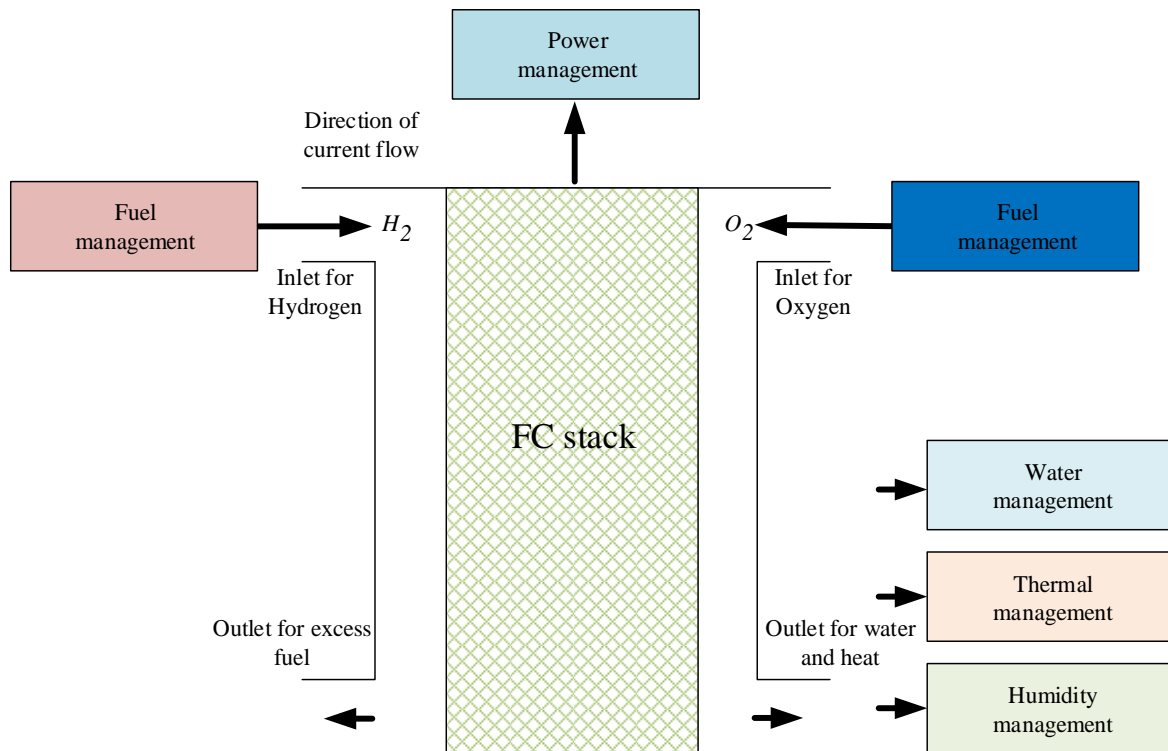 Power
management
Direction of
current flow
Fuel
management
H2
O2
Fuel
management
Inlet for
Hydrogen
Inlet for
Oxygen
FC stack
Water
management
Thermal
management
Outlet for excess
fuel
Outlet for water
and heat
Humidity
management